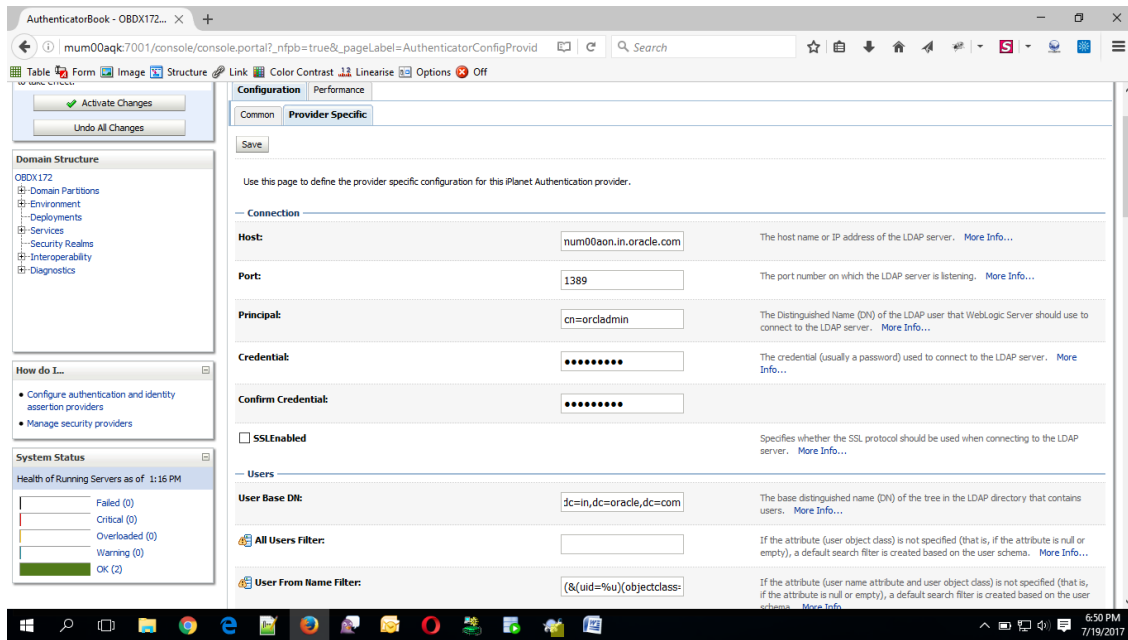 AuthenticatorBook - OBDX172...
mum00aqk:7001/console/console.portal?_nfpb=true&_pageLabel=AuthenticatorConfigProvid
Search
Table Form Image Structure Link Color Contrast Linearise Options Off
to take effect.
Activate Changes
Undo All Changes
Domain Structure
OBDX172
Domain Partitions
Environment
Deployments
Services
Security Realms
Interoperability
Diagnostics
How do I...
Configure authentication and identity
assertion providers
Manage security providers
System Status
Health of Running Servers as of 1:16 PM
Failed (0)
Critical (0)
Overloaded (0)
Warning (0)
OK (2)
Configuration Performance
Common Provider Specific
Save
Use this page to define the provider specific configuration for this iPlanet Authentication provider.
Connection
Host:
num00aon.in.oracle.com
The host name or IP address of the LDAP server. More Info...
Port:
1389
The port number on which the LDAP server is listening. More Info...
Principal:
cn=orcladmin
The Distinguished Name (DN) of the LDAP user that WebLogic Server should use to
connect to the LDAP server. More Info...
Credential:
●●●●●●●●●
The credential (usually a password) used to connect to the LDAP server. More
Info...
Confirm Credential:
●●●●●●●●●
SSLEnabled
Specifies whether the SSL protocol should be used when connecting to the LDAP
server. More Info...
Users
User Base DN:
dc=in,dc=oracle,dc=com
The base distinguished name (DN) of the tree in the LDAP directory that contains
users. More Info...
All Users Filter:
If the attribute (user object class) is not specified (that is, if the attribute is null or
empty), a default search filter is created based on the user schema. More Info...
User From Name Filter:
(&(uid=%u)(objectclass=
If the attribute (user name attribute and user object class) is not specified (that is,
if the attribute is null or empty), a default search filter is created based on the user
schema. More Info...
6:50 PM
7/19/2017